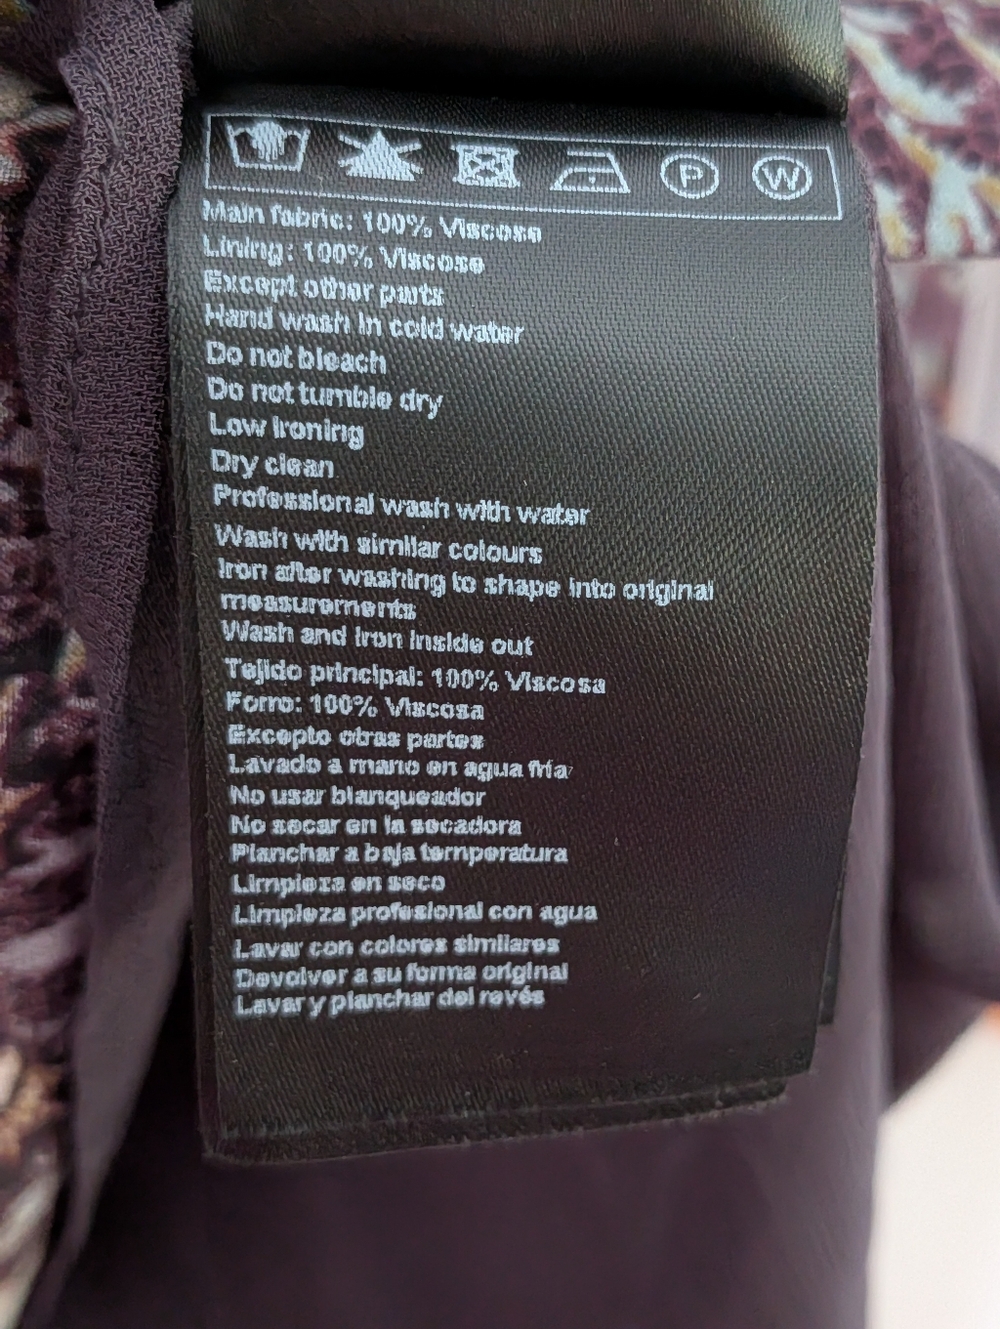 P W
Main fabric: 100% Viscose
Lining: 100% Viscose
Except other parts
Hand wash in cold water
Do not bleach
Do not tumble dry
Low ironing
Dry clean
Professional wash with water
Wash with similar colours
Iron after washing to shape into original
measurements
Wash and iron inside out
Tejido principal: 100% Viscosa
Forro: 100% Viscosa
Excepto otras partes
Lavado a mano en agua fría
No usar blanqueador
No secar en la secadora
Planchar a baja temperatura
Limpieza en seco
Limpieza profesional con agua
Lavar con colores similares
Devolver a su forma original
Lavar y planchar del revés